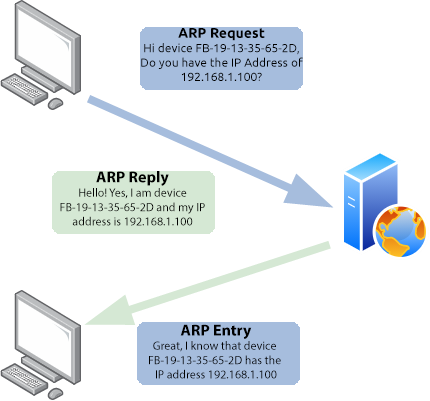 ARP Request
Hi device FB-19-13-35-65-2D,
Do you have the IP Address of
192.168.1.100?
ARP Reply
Hello! Yes, I am device
FB-19-13-35-65-2D and my IP
address is 192.168.1.100
ARP Entry
Great, I know that device
FB-19-13-35-65-2D has the
IP address 192.168.1.100